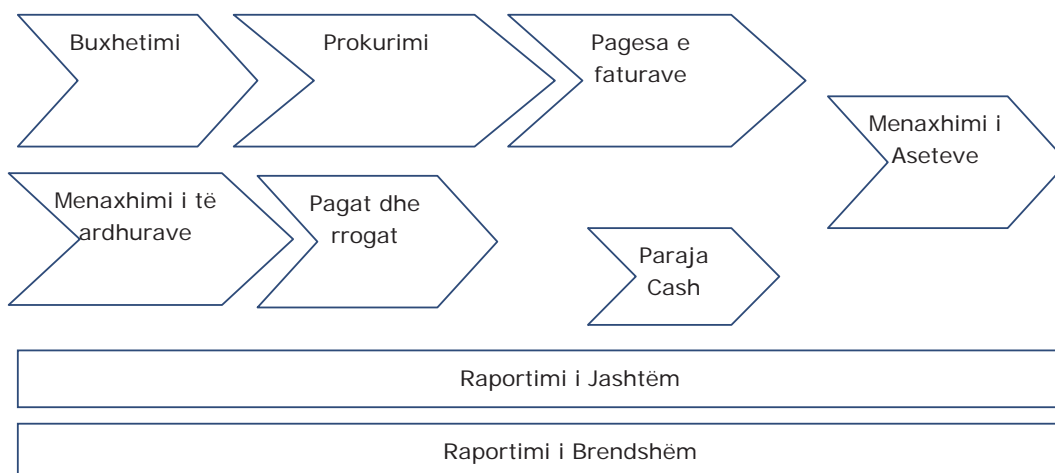 Buxhetimi
Prokurimi
Pagesa e
faturave
Menaxhimi i
Aseteve
Menaxhimi i të
ardhurave
Pagat dhe
rrogat
Paraja
Cash
Raportimi i Jashtëm
Raportimi i Brendshëm